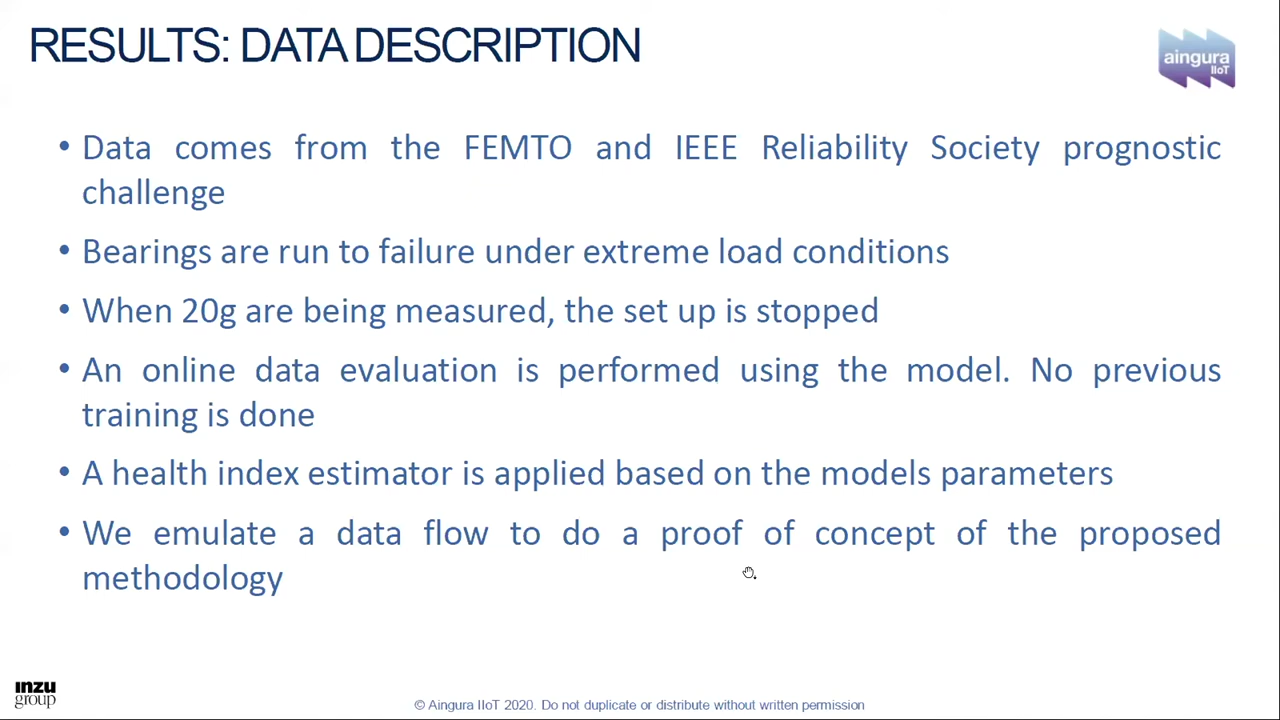 RESULTS: DATA DESCRIPTION
aingura
IIoT
• Data comes from the FEMTO and IEEE Reliability Society prognostic
challenge
• Bearings are run to failure under extreme load conditions
• When 20g are being measured, the set up is stopped
• An online data evaluation is performed using the model. No previous
training is done
• A health index estimator is applied based on the models parameters
• We emulate a data flow to do a proof of concept of the proposed
methodology
INZU
group
© Aingura IIoT 2020. Do not duplicate or distribute without written permission